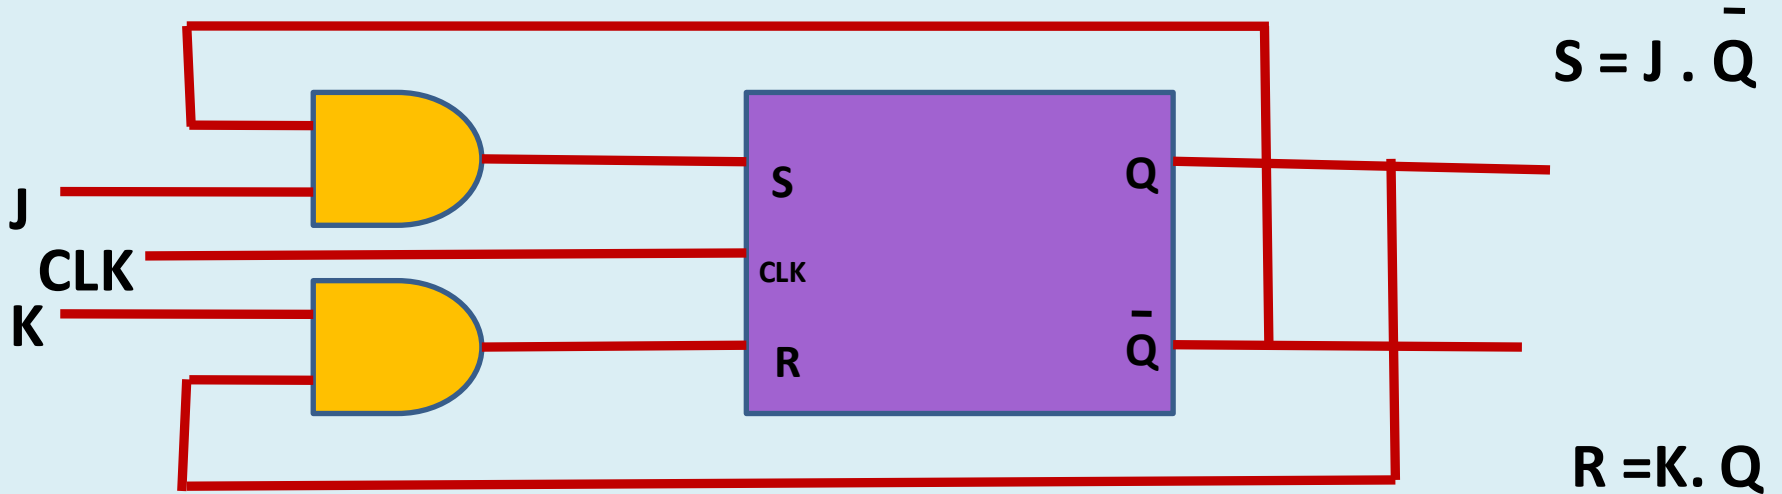 S = J . Q̄
J
CLK
K
S
CLK
R
Q
Q̄
R =K. Q